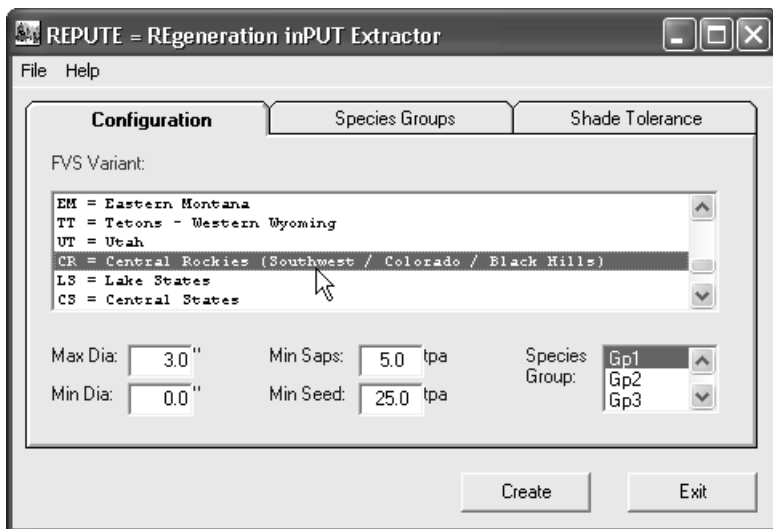 REPUTE = REgeneration inPUT Extractor
File Help
Configuration Species Groups Shade Tolerance
FVS Variant:
EM = Eastern Montana
TT = Tetons - Western Wyoming
UT = Utah
CR = Central Rockies (Southwest / Colorado / Black Hills)
LS = Lake States
CS = Central States
Max Dia: 3.0 " Min Saps: 5.0 tpa Species Group: Gp1
Gp2
Min Dia: 0.0 " Min Seed: 25.0 tpa Gp3
Create Exit